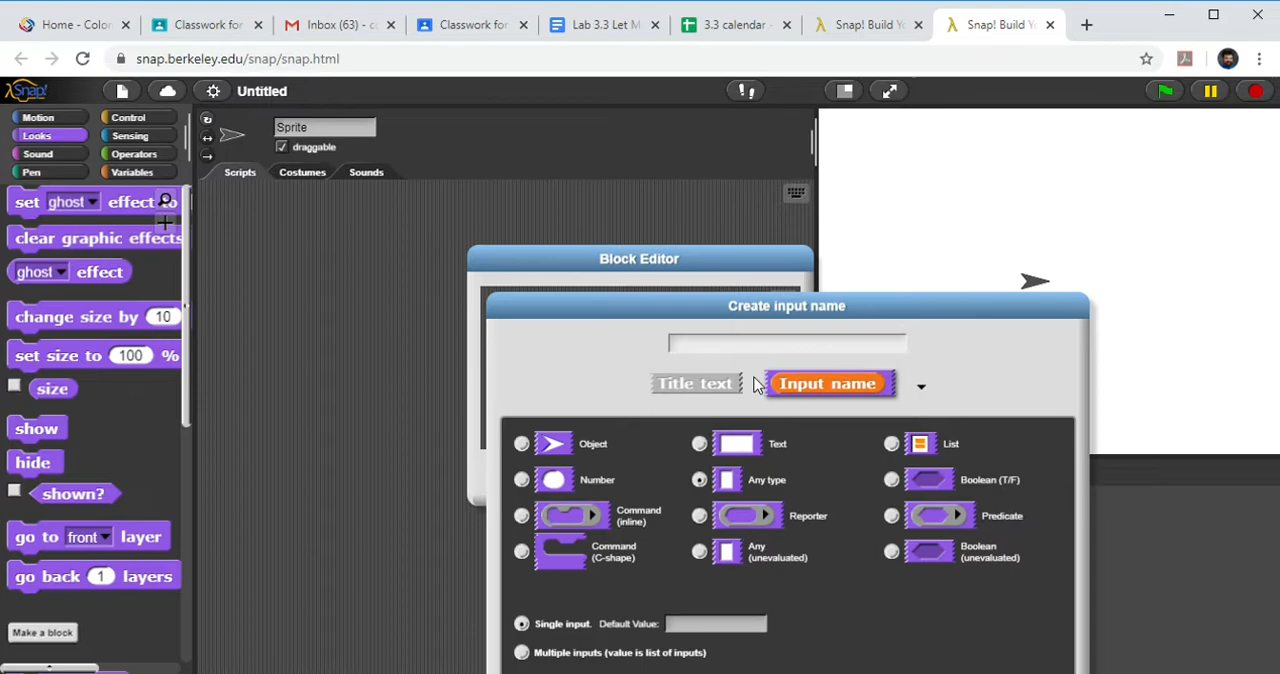 Home - Color
Classwork for
Inbox (63) - c
Classwork for
Lab 3.3 Let M
3.3 calendar -
Snap! Build Yo
Snap! Build Yo
snap.berkeley.edu/snap/snap.html
Snap!
Untitled
Motion
Control
Looks
Sensing
Sound
Operators
Pen
Variables
Sprite
draggable
Scripts
Costumes
Sounds
set ghost effect to
clear graphic effects
ghost effect
change size by 10
set size to 100 %
size
show
hide
shown?
go to front layer
go back 1 layers
Make a block
Block Editor
Create input name
Title text
Input name
Object
Text
List
Number
Any type
Boolean (T/F)
Command
(inline)
Reporter
Predicate
Command
(C-shape)
Any
(unevaluated)
Boolean
(unevaluated)
Single input. Default Value:
Multiple inputs (value is list of inputs)